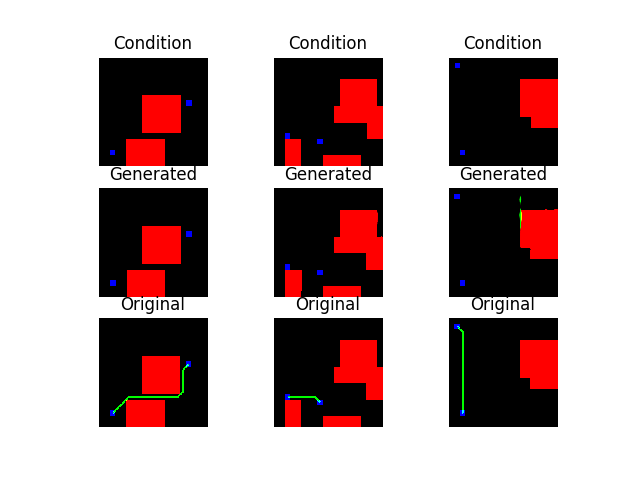 Condition Condition Condition
Generated Generated Generated
Original Original Original